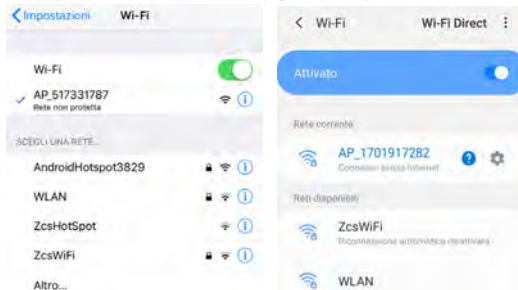 Impostazioni Wi-Fi
Wi-Fi
AP_517331787
Rete non protetta
SCEGLI UNA RETE...
AndroidHotspot3829
WLAN
ZcsHotSpot
ZcsWiFi
Altro...
Wi-Fi Wi-Fi Direct
Attivato
Rete corrente
AP_1701917282
Connesso senza Internet
Reti disponibili
ZcsWiFi
Riconnessione automatica disattivata
WLAN